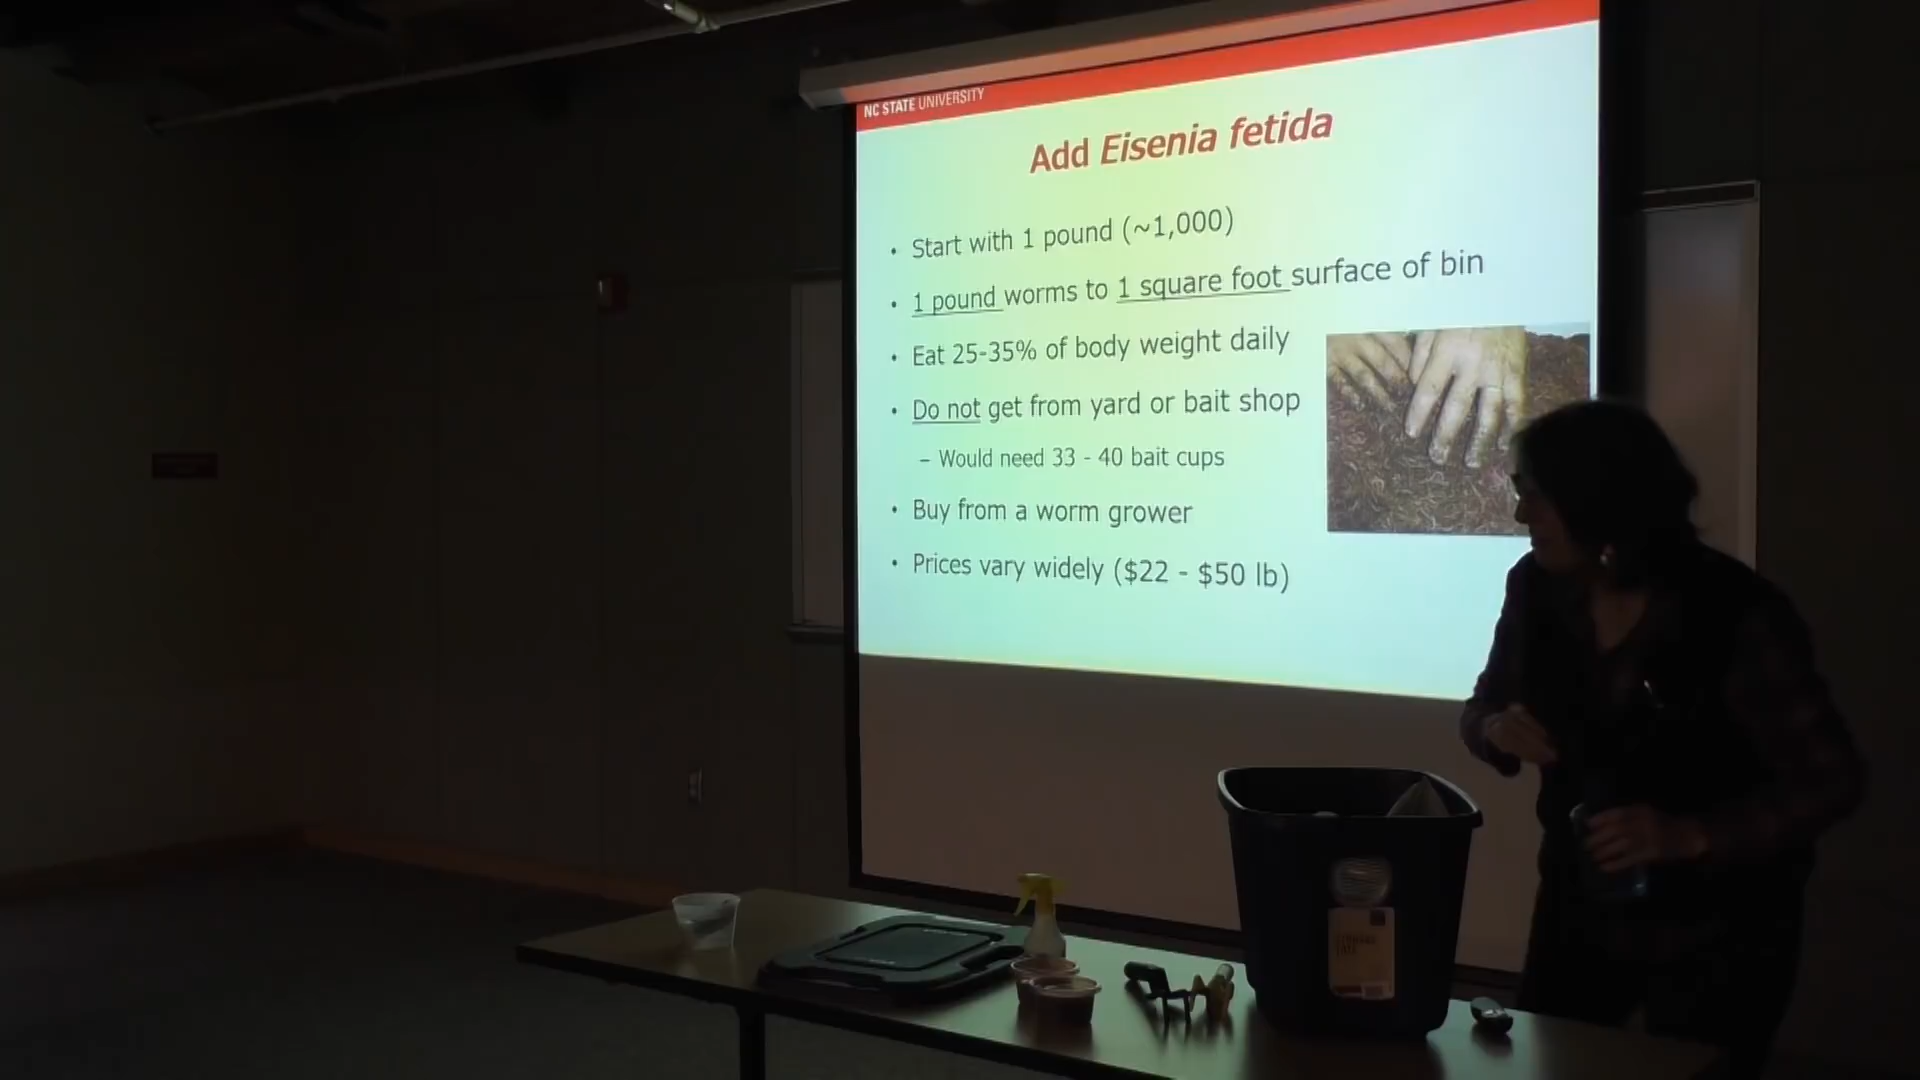 NC STATE UNIVERSITY
Add Eisenia fetida
• Start with 1 pound (~1,000)
• 1 pound worms to 1 square foot surface of bin
• Eat 25-35% of body weight daily
• Do not get from yard or bait shop
– Would need 33 - 40 bait cups
• Buy from a worm grower
• Prices vary widely ($22 - $50 lb)